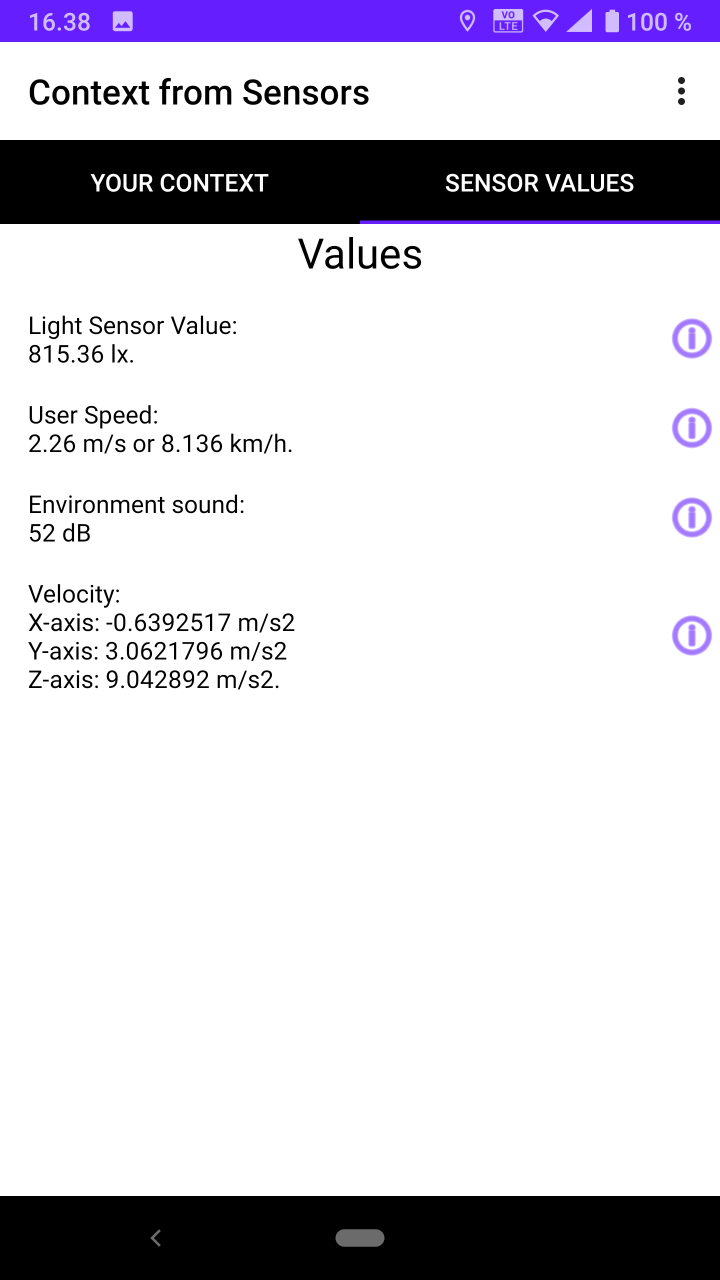 16.38
VO
LTE
100 %
Context from Sensors
YOUR CONTEXT
SENSOR VALUES
Values
Light Sensor Value:
815.36 lx.
User Speed:
2.26 m/s or 8.136 km/h.
Environment sound:
52 dB
Velocity:
X-axis: -0.6392517 m/s2
Y-axis: 3.0621796 m/s2
Z-axis: 9.042892 m/s2.